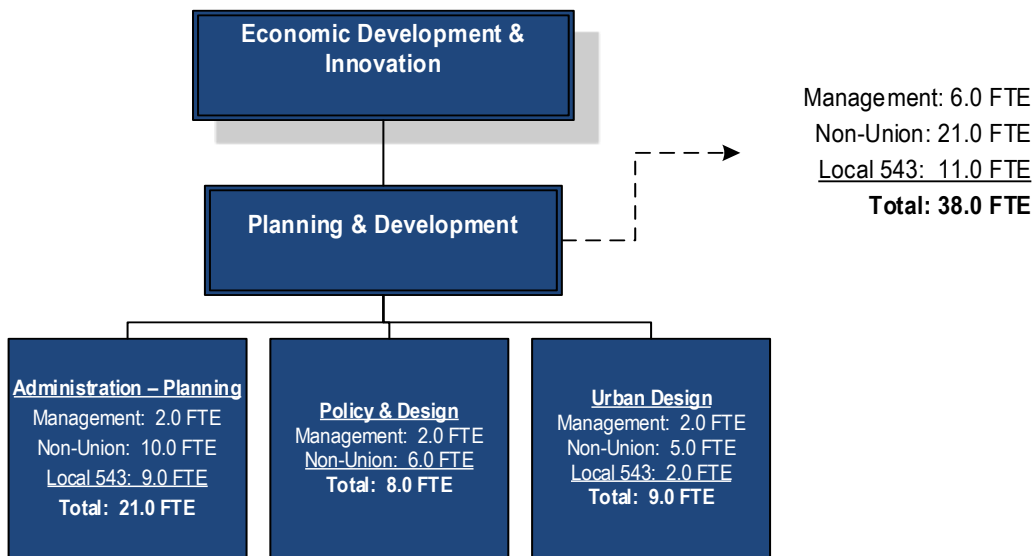 Economic Development &
Innovation
Management: 6.0 FTE
Non-Union: 21.0 FTE
Local 543:  11.0 FTE
Total: 38.0 FTE
Planning & Development
Administration – Planning
Management:  2.0 FTE
Non-Union:  10.0 FTE
Local 543:  9.0 FTE
Total:  21.0 FTE
Policy & Design
Management:  2.0 FTE
Non-Union:  6.0 FTE
Total:  8.0 FTE
Urban Design
Management:  2.0 FTE
Non-Union:  5.0 FTE
Local 543:  2.0 FTE
Total:  9.0 FTE